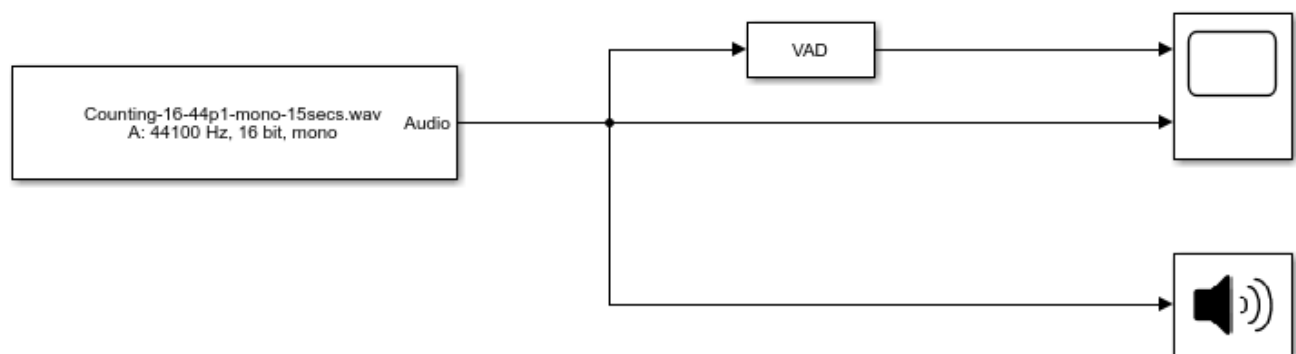 Counting-16-44p1-mono-15secs.wav
A: 44100 Hz, 16 bit, mono
Audio
VAD